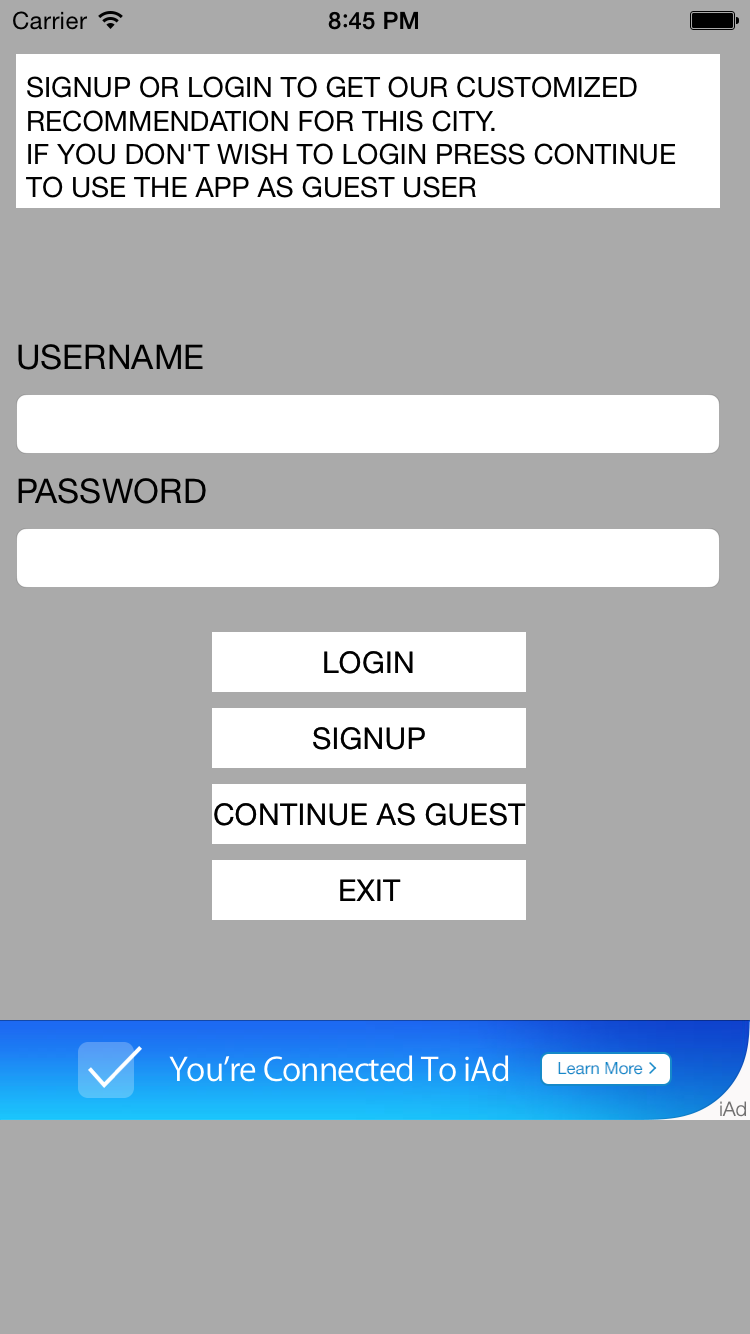 Carrier 8:45 PM
SIGNUP OR LOGIN TO GET OUR CUSTOMIZED
RECOMMENDATION FOR THIS CITY.
IF YOU DON'T WISH TO LOGIN PRESS CONTINUE
TO USE THE APP AS GUEST USER
USERNAME
PASSWORD
LOGIN
SIGNUP
CONTINUE AS GUEST
EXIT
You’re Connected To iAd Learn More >
iAd